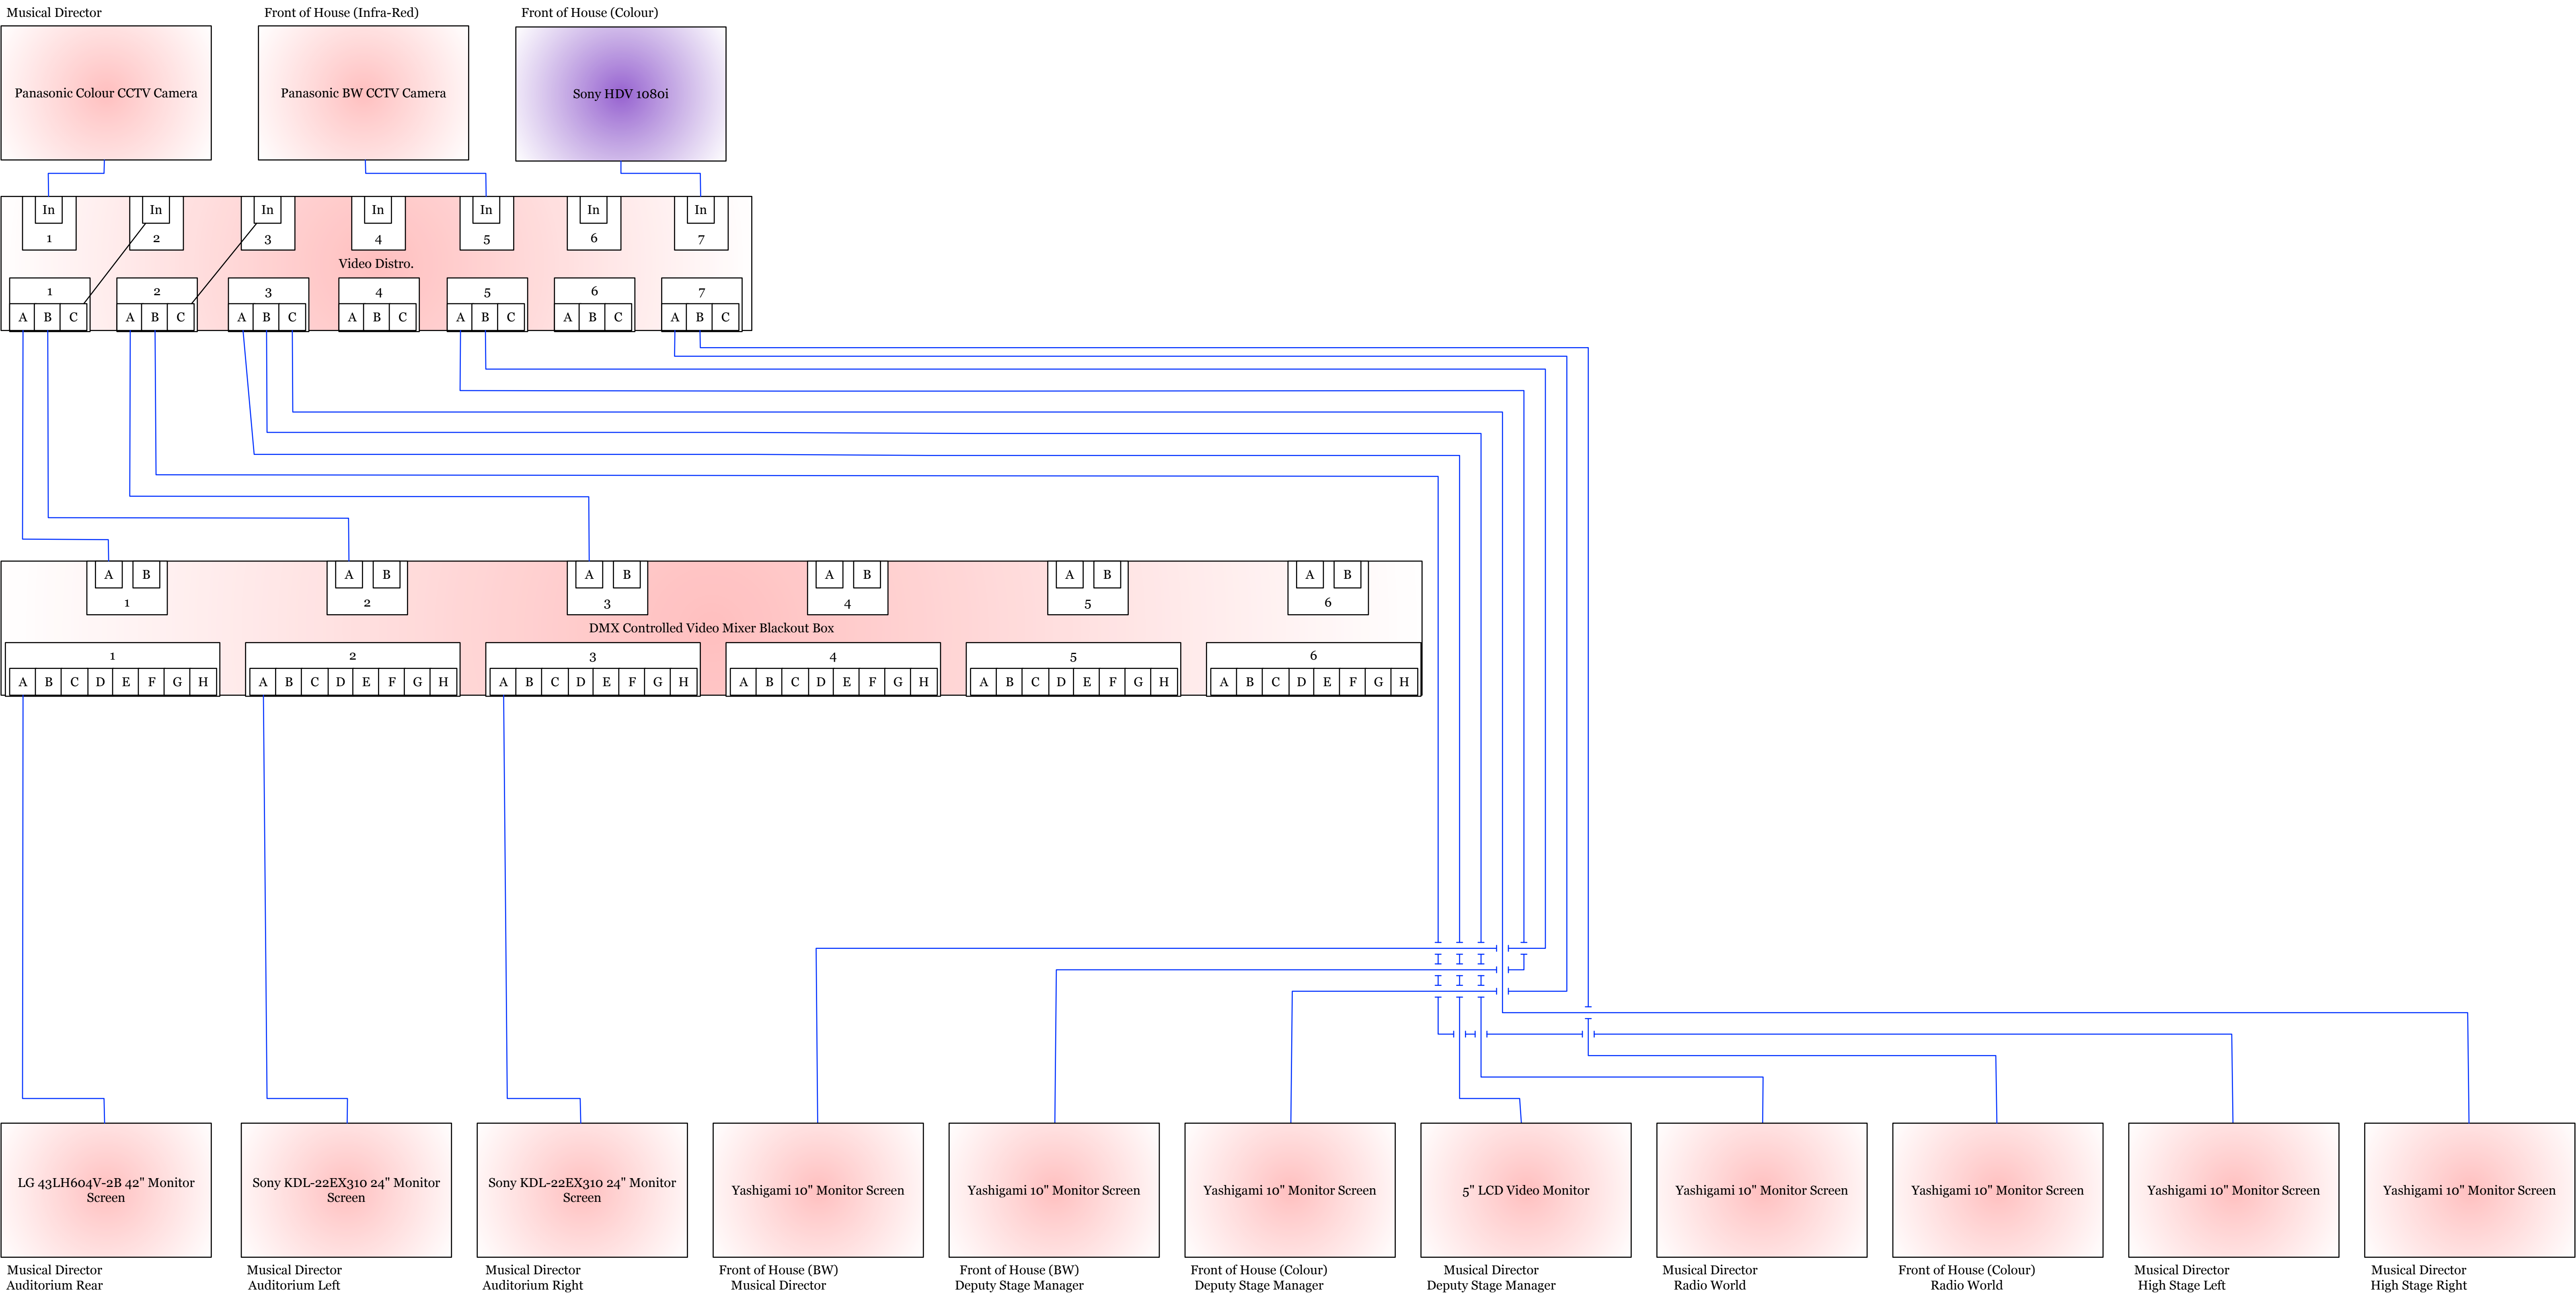 Musical Director
Front of House (Infra-Red)
Front of House (Colour)
Panasonic Colour CCTV Camera
Panasonic BW CCTV Camera
Sony HDV 1080i
In In In In In In In
1 2 3 4 5 6 7
Video Distro.
1 2 3 4 5 6 7
A B C A B C A B C A B C A B C A B C A B C
A B A B A B A B A B A B
1 2 3 4 5 6
DMX Controlled Video Mixer Blackout Box
1 2 3 4 5 6
A B C D E F G H A B C D E F G H A B C D E F G H A B C D E F G H A B C D E F G H A B C D E F G H
LG 43LH604V-2B 42" Monitor
Screen
Sony KDL-22EX310 24" Monitor
Screen
Sony KDL-22EX310 24" Monitor
Screen
Yashigami 10" Monitor Screen
Yashigami 10" Monitor Screen
Yashigami 10" Monitor Screen
5" LCD Video Monitor
Yashigami 10" Monitor Screen
Yashigami 10" Monitor Screen
Yashigami 10" Monitor Screen
Yashigami 10" Monitor Screen
Musical Director
Auditorium Rear
Musical Director
Auditorium Left
Musical Director
Auditorium Right
Front of House (BW)
Musical Director
Front of House (BW)
Deputy Stage Manager
Front of House (Colour)
Deputy Stage Manager
Musical Director
Deputy Stage Manager
Musical Director
Radio World
Front of House (Colour)
Radio World
Musical Director
High Stage Left
Musical Director
High Stage Right